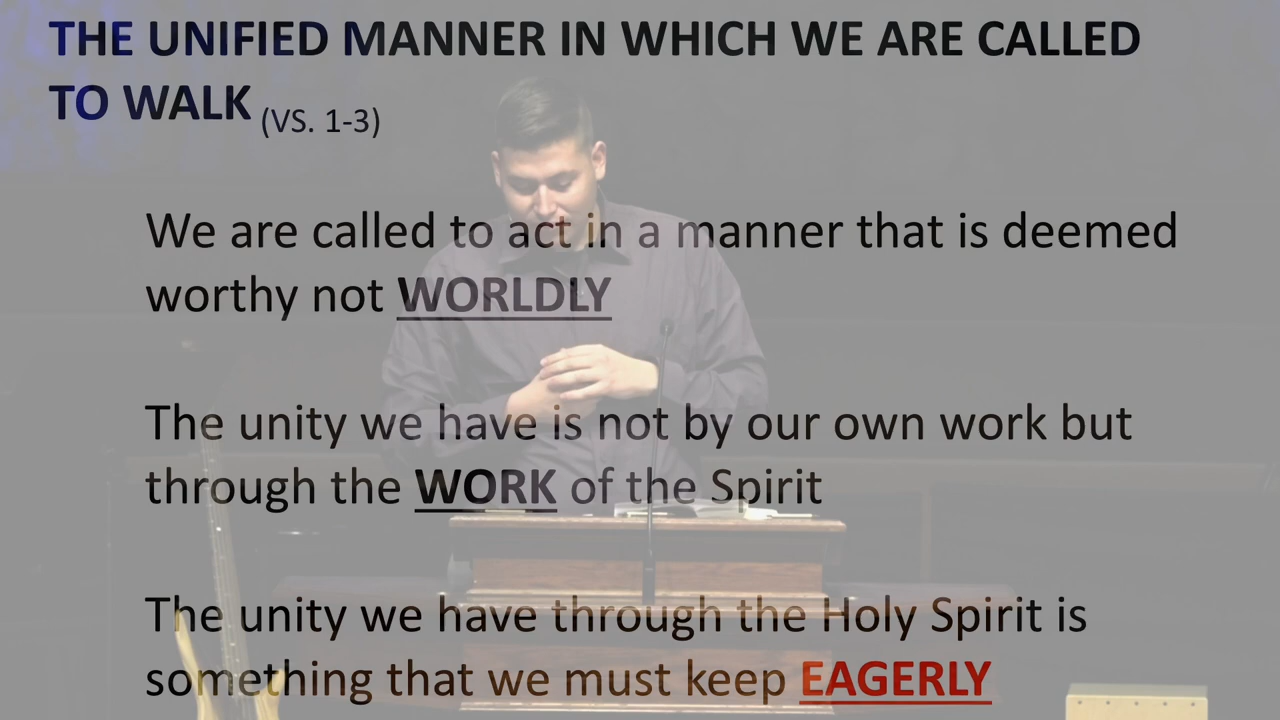 THE UNIFIED MANNER IN WHICH WE ARE CALLED
TO WALK (VS. 1-3)
We are called to act in a manner that is deemed
worthy not WORLDLY
The unity we have is not by our own work but
through the WORK of the Spirit
The unity we have through the Holy Spirit is
something that we must keep EAGERLY